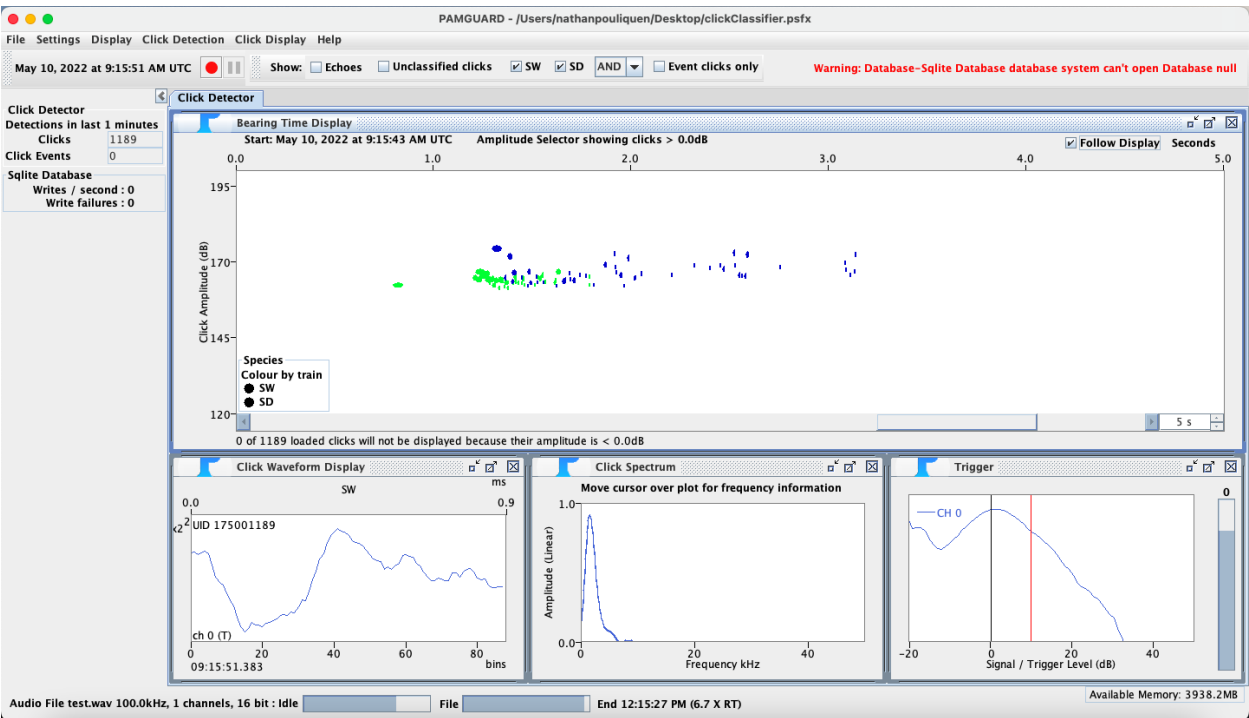 PAMGUARD - /Users/nathanpouliquen/Desktop/clickClassifier.psfx
File Settings Display Click Detection Click Display Help
May 10, 2022 at 9:15:51 AM UTC Show: Echoes Unclassified clicks SW SD AND Event clicks only Warning: Database-Sqlite Database database system can't open Database null
Click Detector
Detections in last 1 minutes
Clicks 1189
Click Events 0
Sqlite Database
Writes / second : 0
Write failures : 0
Click Detector
Bearing Time Display
Start: May 10, 2022 at 9:15:43 AM UTC Amplitude Selector showing clicks > 0.0dB Follow Display Seconds
0.0 1.0 2.0 3.0 4.0 5.0
195
170
145
120
Click Amplitude (dB)
Species
Colour by train
SW
SD
5 s
0 of 1189 loaded clicks will not be displayed because their amplitude is < 0.0dB
Click Waveform Display
SW ms
0.0 0.9
x2² UID 175001189
ch 0 (T)
0 20 40 60 80
09:15:51.383 bins
Click Spectrum
Move cursor over plot for frequency information
1.0
0.5
0.0
Amplitude (Linear)
0 20 40
Frequency kHz
Trigger
0
CH 0
-20 0 20 40
Signal / Trigger Level (dB)
Available Memory: 3938.2MB
Audio File test.wav 100.0kHz, 1 channels, 16 bit : Idle File End 12:15:27 PM (6.7 X RT)